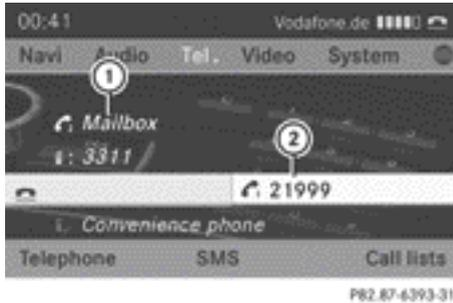 00:41 Vodafone.de
Navi Audio Tel. Video System
1
Mailbox
: 3311
2
21999
Convenience phone
Telephone SMS Call lists
P82.87-6393-31